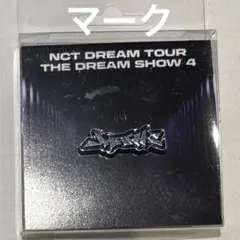 マーク
NCT DREAM TOUR
THE DREAM SHOW 4